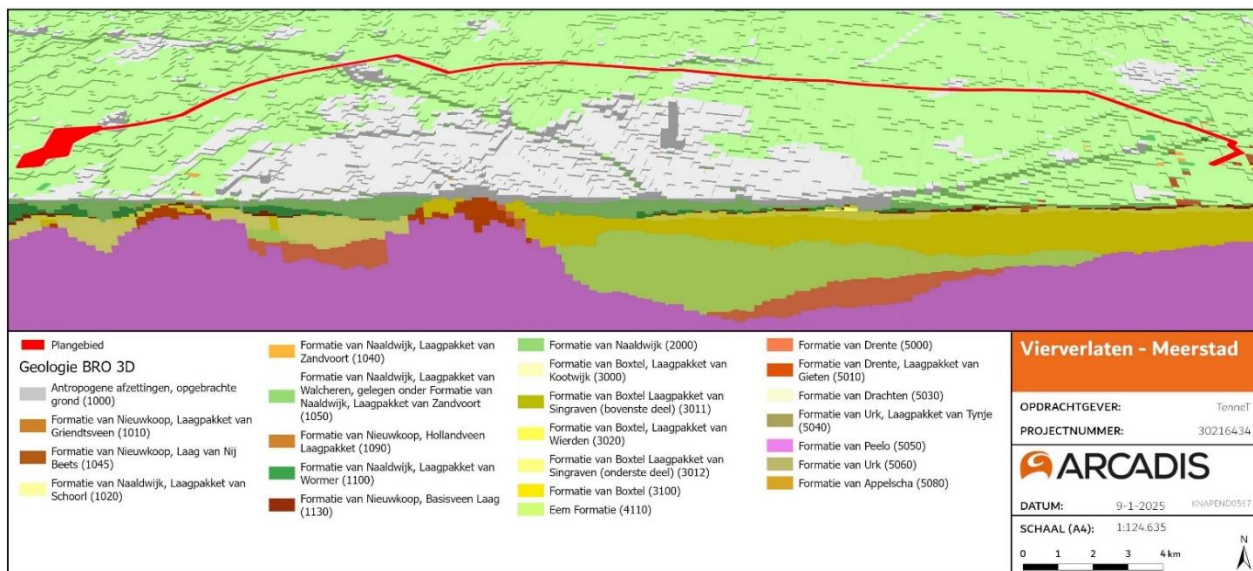 Plangebied
Geologie BRO 3D
Antropogene afzettingen, opgebrachte
grond (1000)
Formatie van Nieuwkoop, Laagpakket van
Griendtsveen (1010)
Formatie van Nieuwkoop, Laag van Nij
Beets (1045)
Formatie van Naaldwijk, Laagpakket van
Schoorl (1020)
Formatie van Naaldwijk, Laagpakket van
Zandvoort (1040)
Formatie van Naaldwijk, Laagpakket van
Walcheren, gelegen onder Formatie van
Naaldwijk, Laagpakket van Zandvoort
(1050)
Formatie van Nieuwkoop, Hollandveen
Laagpakket (1090)
Formatie van Naaldwijk, Laagpakket van
Wormer (1100)
Formatie van Nieuwkoop, Basisveen Laag
(1130)
Formatie van Naaldwijk (2000)
Formatie van Boxtel, Laagpakket van
Kootwijk (3000)
Formatie van Boxtel Laagpakket van
Singraven (bovenste deel) (3011)
Formatie van Boxtel, Laagpakket van
Wierden (3020)
Formatie van Boxtel Laagpakket van
Singraven (onderste deel) (3012)
Formatie van Boxtel (3100)
Eem Formatie (4110)
Formatie van Drente (5000)
Formatie van Drente, Laagpakket van
Gieten (5010)
Formatie van Drachten (5030)
Formatie van Urk, Laagpakket van Tynje
(5040)
Formatie van Peelo (5050)
Formatie van Urk (5060)
Formatie van Appelscha (5080)
Vierverlaten - Meerstad
OPDRACHTGEVER: TenneT
PROJECTNUMMER: 30216434
ARCADIS
DATUM: 9-1-2025 KNAPEND0567
SCHAAL (A4): 1:124.635
N
0 1 2 3 4 km